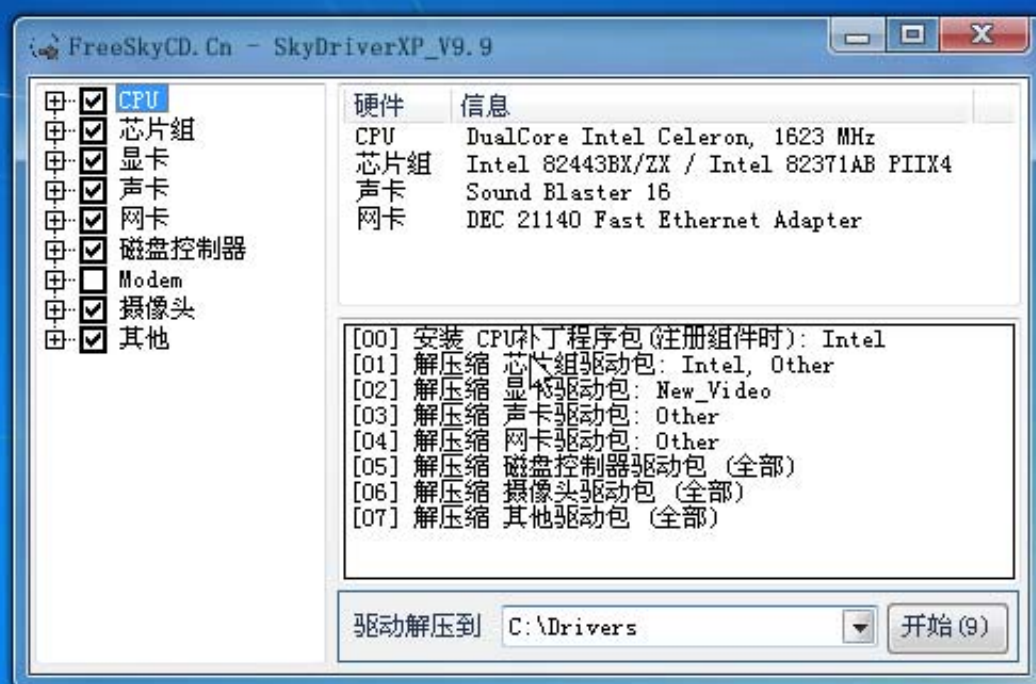 FreeSkyCD.Cn - SkyDriverXP_V9.9
CPU
芯片组
显卡
声卡
网卡
磁盘控制器
Modem
摄像头
其他
硬件 信息
CPU DualCore Intel Celeron, 1623 MHz
芯片组 Intel 82443BX/ZX / Intel 82371AB PIIX4
声卡 Sound Blaster 16
网卡 DEC 21140 Fast Ethernet Adapter
[00] 安装 CPU补丁程序包(注册组件时): Intel
[01] 解压缩 芯片组驱动包: Intel, Other
[02] 解压缩 显卡驱动包: New_Video
[03] 解压缩 声卡驱动包: Other
[04] 解压缩 网卡驱动包: Other
[05] 解压缩 磁盘控制器驱动包 (全部)
[06] 解压缩 摄像头驱动包 (全部)
[07] 解压缩 其他驱动包 (全部)
驱动解压到 C:\Drivers 开始(9)